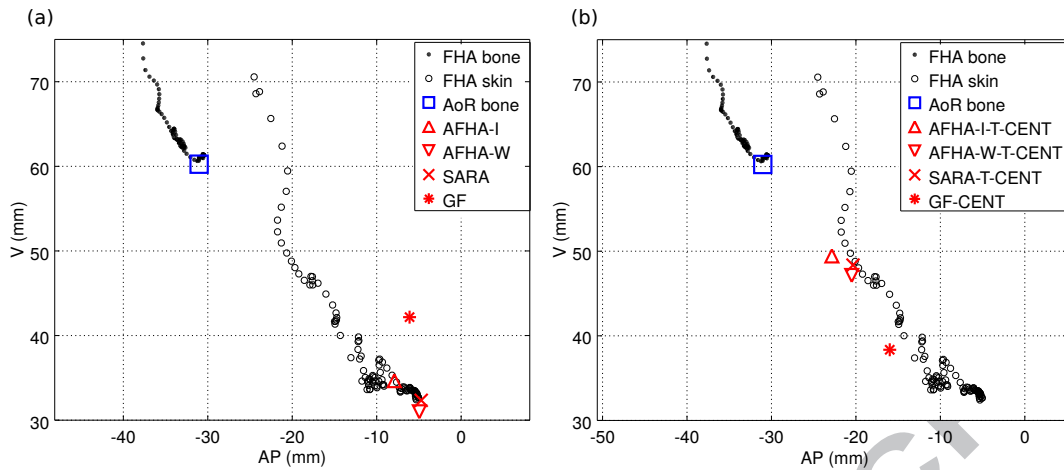 (a)
(b)
FHA bone
FHA skin
AoR bone
AFHA-I
AFHA-W
SARA
GF
70
60
50
40
30
V (mm)
-40
-30
-20
-10
0
AP (mm)
FHA bone
FHA skin
AoR bone
AFHA-I-T-CENT
AFHA-W-T-CENT
SARA-T-CENT
GF-CENT
70
60
50
40
30
V (mm)
-50
-40
-30
-20
-10
0
AP (mm)